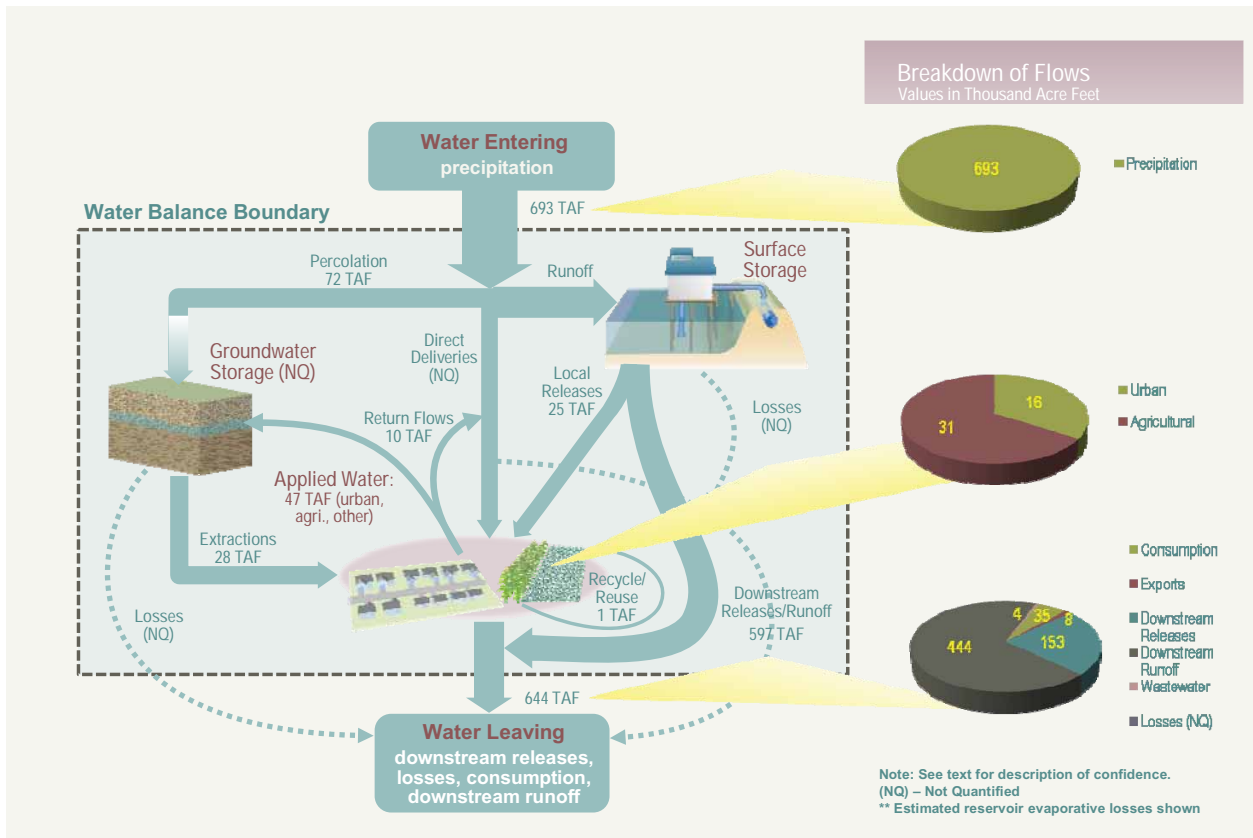 Breakdown of Flows
Values in Thousand Acre Feet
Water Entering
precipitation
693
Precipitation
693 TAF
Water Balance Boundary
Percolation
72 TAF
Runoff
Surface
Storage
Groundwater
Storage (NQ)
Direct
Deliveries
(NQ)
Local
Releases
25 TAF
Losses
(NQ)
Return Flows
10 TAF
Applied Water:
47 TAF (urban,
agri., other)
Extractions
28 TAF
Recycle/
Reuse
1 TAF
Losses
(NQ)
Downstream
Releases/Runoff
597 TAF
16
31
Urban
Agricultural
4
35
8
153
444
Consumption
Exports
Downstream
Releases
Downstream
Runoff
Wastewater
Losses (NQ)
644 TAF
Water Leaving
downstream releases,
losses, consumption,
downstream runoff
Note: See text for description of confidence.
(NQ) – Not Quantified
** Estimated reservoir evaporative losses shown